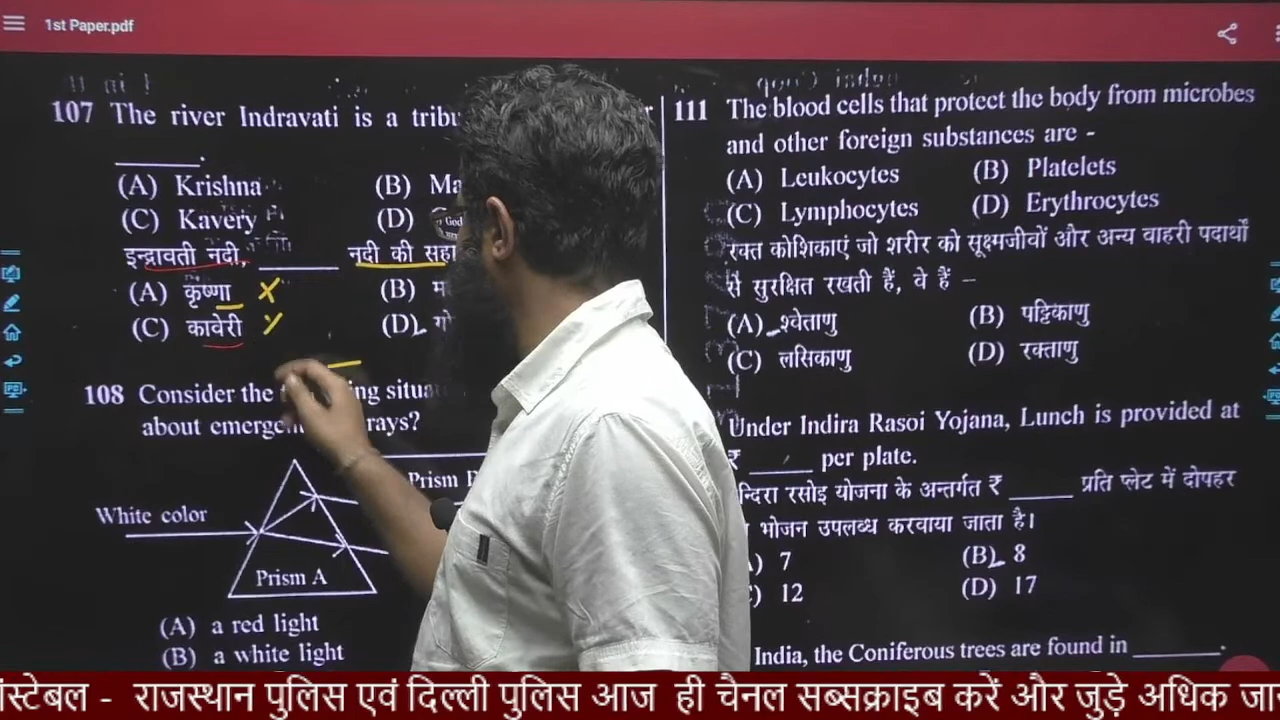 1st Paper.pdf
107 The river Indravati is a
________.
(A) Krishna (B)
(C) Kavery (D)
इन्द्रावती नदी, ________ नदी की
(A) कृष्णा (B)
(C) कावेरी (D)
108 Consider the
about rays?
White color
Prism A
Prism
(A) a red light
(B) a white light
111 The blood cells that protect the body from microbes
and other foreign substances are -
(A) Leukocytes (B) Platelets
(C) Lymphocytes (D) Erythrocytes
रक्त कोशिकाएं जो शरीर को सूक्ष्मजीवों और अन्य वाहरी पदार्थों
से सुरक्षित रखती हैं, वे हैं –
(A) श्वेताणु (B) पट्टिकाणु
(C) लसिकाणु (D) रक्ताणु
Under Indira Rasoi Yojana, Lunch is provided at
₹ ______ per plate.
रसोइ योजना के अन्तर्गत ₹ ______ प्रति प्लेट में दोपहर
भोजन उपलब्ध करवाया जाता है।
7 (B) 8
12 (D) 17
India, the Coniferous trees are found in ________.
राजस्थान पुलिस एवं दिल्ली पुलिस आज ही चैनल सब्सक्राइब करें और जुड़े अधिक